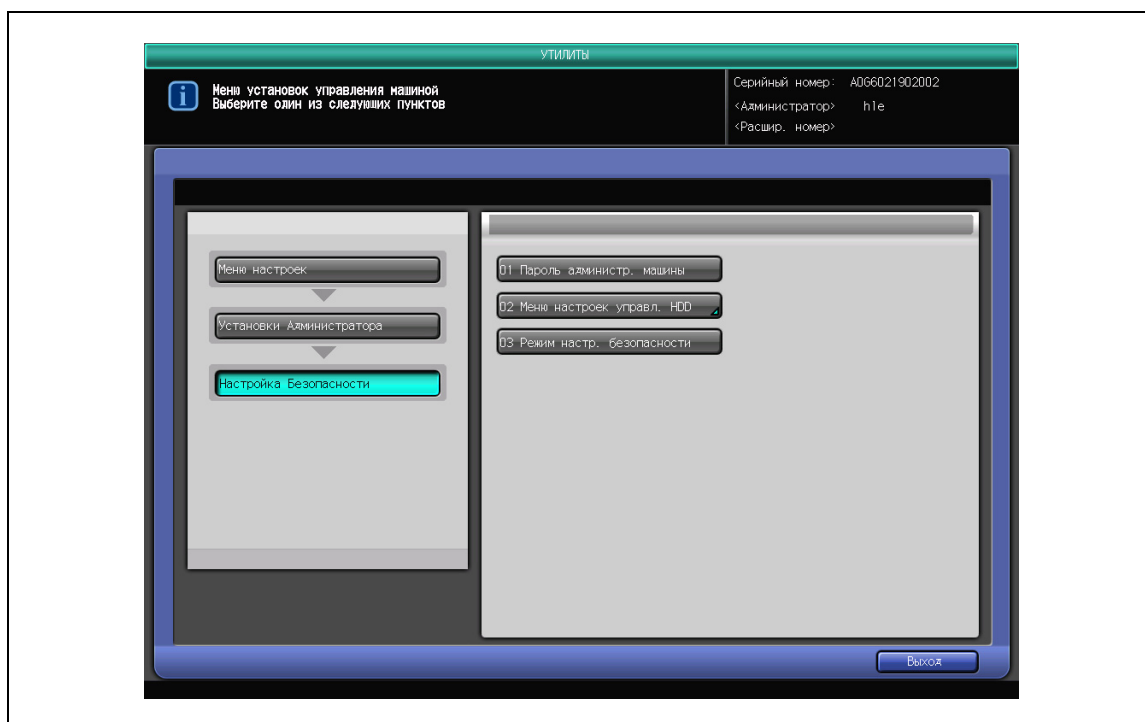 УТИЛИТЫ
Меню установок управления машиной
Выберите один из следующих пунктов
Серийный номер: A0G6021902002
<Администратор> hle
<Расшир. номер>
Меню настроек
Установки Администратора
Настройка Безопасности
01 Пароль администр. машины
02 Меню настроек управл. HDD
03 Режим настр. безопасности
Выход